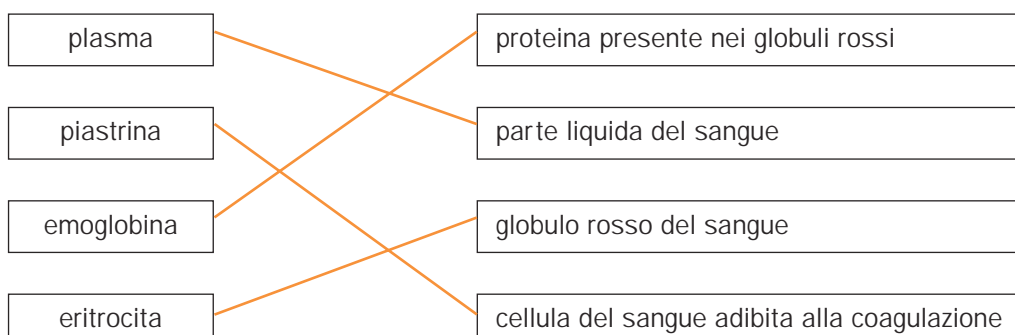 plasma
proteina presente nei globuli rossi
piastrina
parte liquida del sangue
emoglobina
globulo rosso del sangue
eritrocita
cellula del sangue adibita alla coagulazione